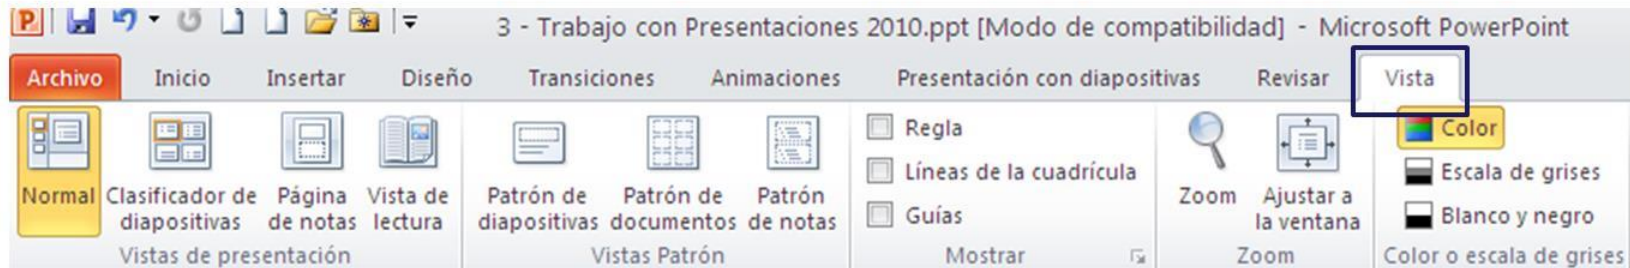 3 - Trabajo con Presentaciones 2010.ppt [Modo de compatibilidad] - Microsoft PowerPoint
Archivo Inicio Insertar Diseño Transiciones Animaciones Presentación con diapositivas Revisar Vista
Normal
Clasificador de
diapositivas
Página
de notas
Vista de
lectura
Vistas de presentación
Patrón de
diapositivas
Patrón de
documentos
Patrón
de notas
Vistas Patrón
Regla
Líneas de la cuadrícula
Guías
Mostrar
Zoom
Ajustar a
la ventana
Zoom
Color
Escala de grises
Blanco y negro
Color o escala de grises